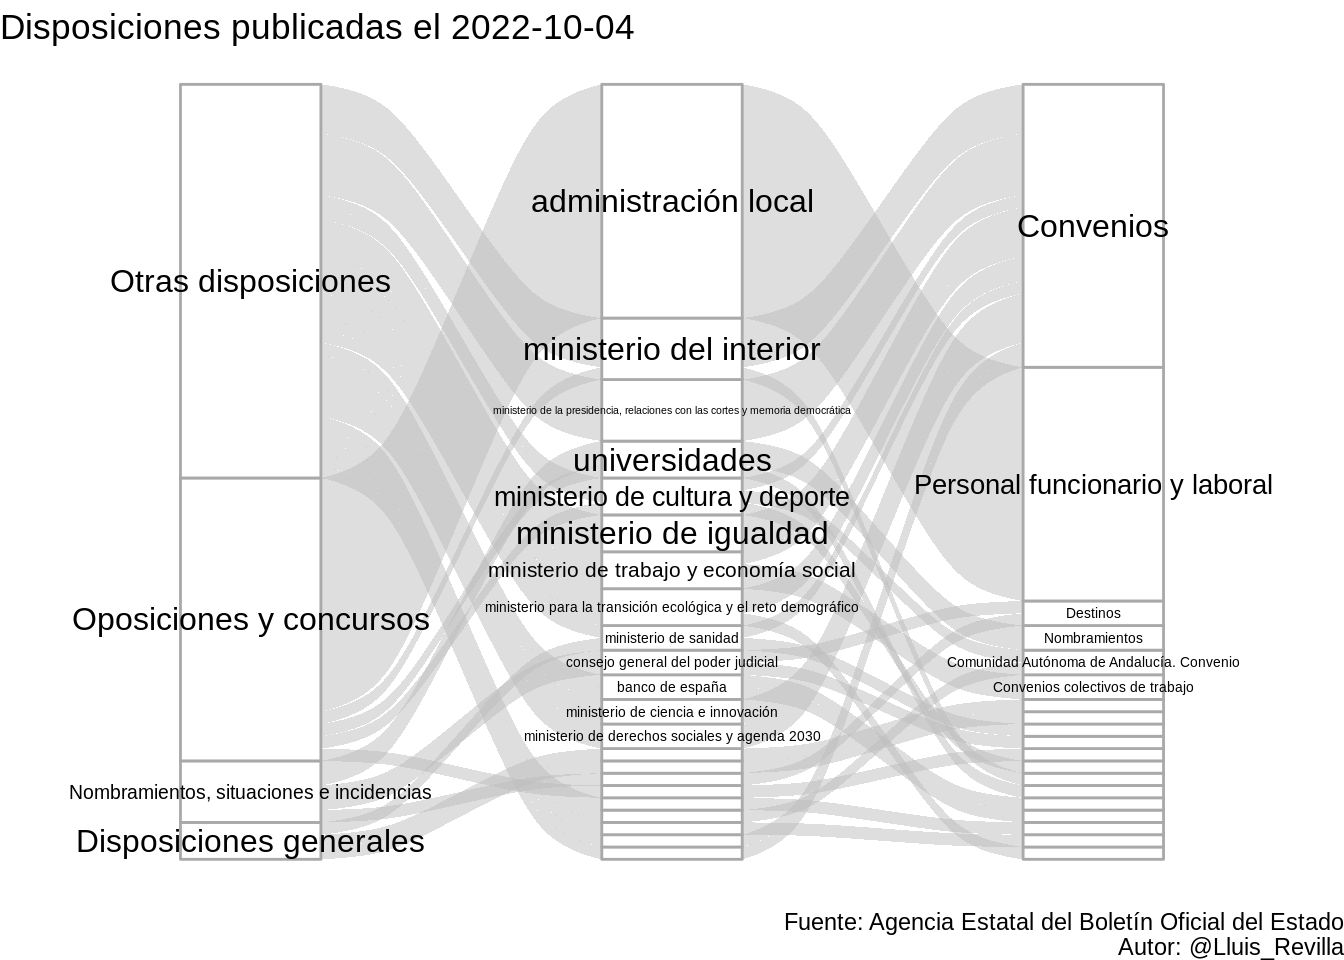 Disposiciones publicadas el 2022-10-04
Otras disposiciones
Oposiciones y concursos
Nombramientos, situaciones e incidencias
Disposiciones generales
administración local
ministerio del interior
ministerio de la presidencia, relaciones con las cortes y memoria democrática
universidades
ministerio de cultura y deporte
ministerio de igualdad
ministerio de trabajo y economía social
ministerio para la transición ecológica y el reto demográfico
ministerio de sanidad
consejo general del poder judicial
banco de españa
ministerio de ciencia e innovación
ministerio de derechos sociales y agenda 2030
Convenios
Personal funcionario y laboral
Destinos
Nombramientos
Comunidad Autónoma de Andalucía. Convenio
Convenios colectivos de trabajo
Fuente: Agencia Estatal del Boletín Oficial del Estado
Autor: @Lluis_Revilla